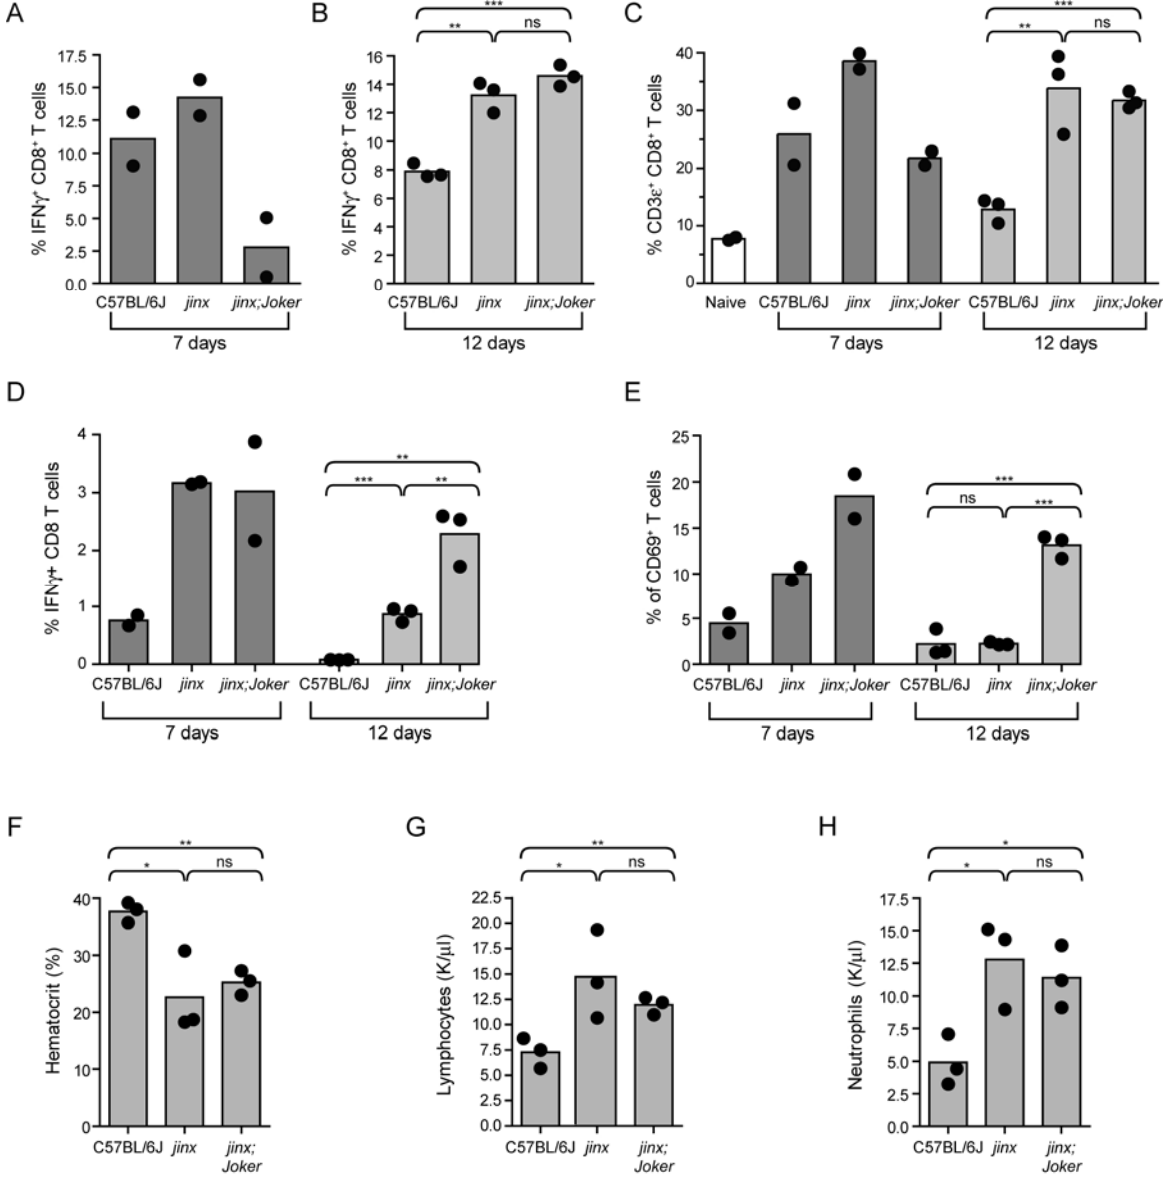 A
% IFNγ⁺ CD8⁺ T cells
17.5
15.0
12.5
10.0
7.5
5.0
2.5
0.0
C57BL/6J jinx jinx;Joker
7 days
B
*** 
** ns
% IFNγ⁺ CD8⁺ T cells
16
14
12
10
8
6
4
2
0
C57BL/6J jinx jinx;Joker
12 days
C
***
** ns
% CD3ε⁺ CD8⁺ T cells
40
30
20
10
0
Naive C57BL/6J jinx jinx;Joker C57BL/6J jinx jinx;Joker
7 days 12 days
D
**
*** **
% IFNγ+ CD8 T cells
4
3
2
1
0
C57BL/6J jinx jinx;Joker C57BL/6J jinx jinx;Joker
7 days 12 days
E
***
ns ***
% of CD69⁺ T cells
25
20
15
10
5
0
C57BL/6J jinx jinx;Joker C57BL/6J jinx jinx;Joker
7 days 12 days
F
**
* ns
Hematocrit (%)
40
30
20
10
0
C57BL/6J jinx jinx;
Joker
G
**
* ns
Lymphocytes (K/µl)
22.5
20.0
17.5
15.0
12.5
10.0
7.5
5.0
2.5
0.0
C57BL/6J jinx jinx;
Joker
H
*
* ns
Neutrophils (K/µl)
17.5
15.0
12.5
10.0
7.5
5.0
2.5
0.0
C57BL/6J jinx jinx;
Joker